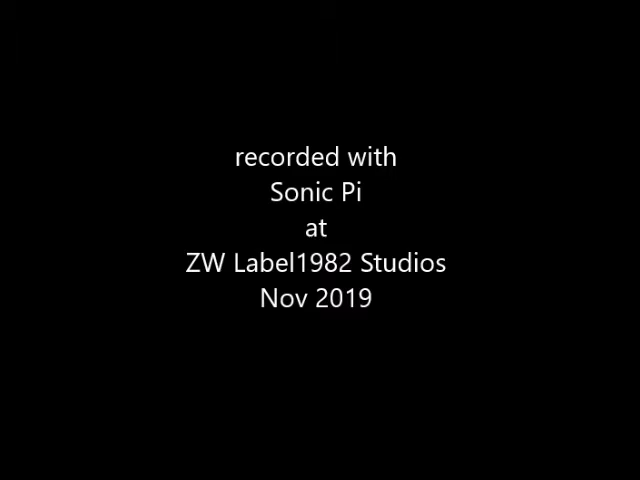 recorded with
Sonic Pi
at
ZW Label1982 Studios
Nov 2019